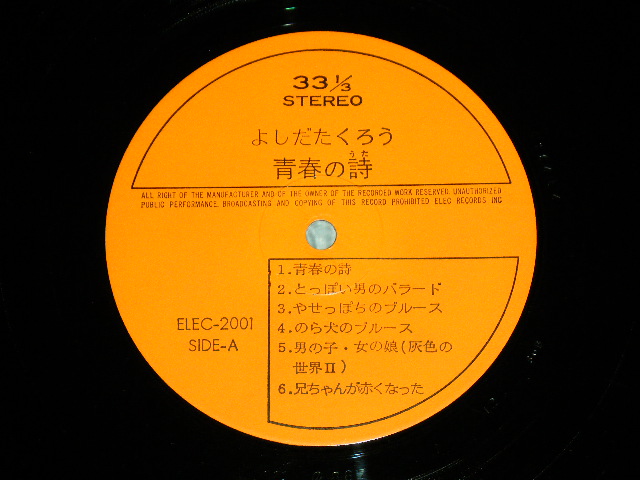 33 1/3
STEREO
よしだたくろう
うた
青春の詩
ALL RIGHT OF THE MANUFACTURER AND OF THE OWNER OF THE RECORDED WORK RESERVED. UNAUTHORIZED
PUBLIC PERFORMANCE. BROADCASTING AND COPYING OF THIS RECORD PROHIBITED ELEC RECORDS INC
1.青春の詩
2.とっぽい男のバラード
3.やせっぽちのブルース
4.のら犬のブルース
5.男の子・女の娘(灰色の
世界II)
6.兄ちゃんが赤くなった
ELEC-2001
SIDE-A